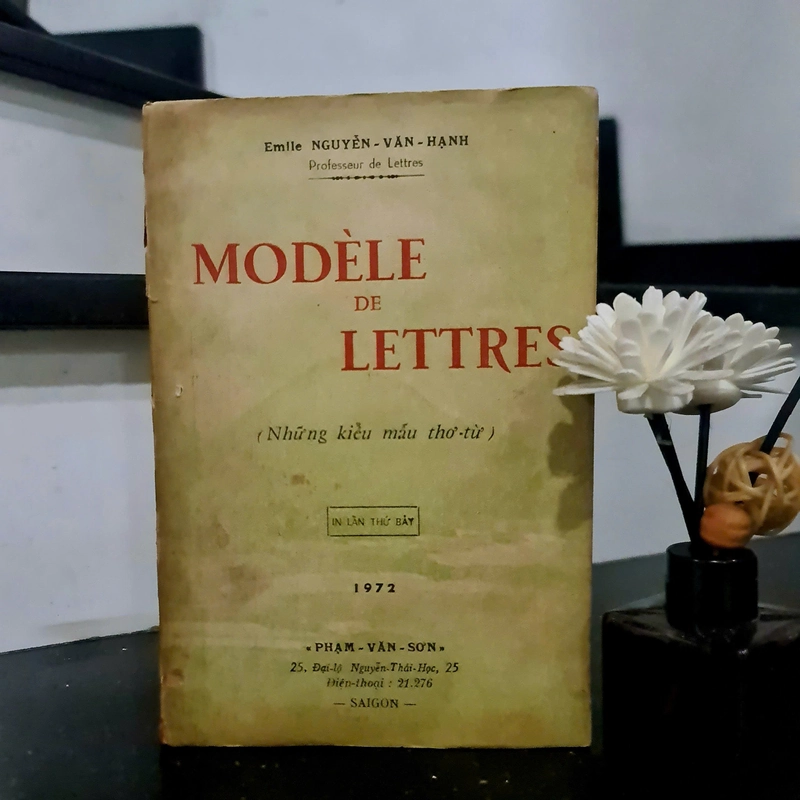 Emile NGUYỄN-VĂN-HẠNH
Professeur de Lettres
MODÈLE
DE
LETTRES
(Những kiểu mẫu thơ-từ)
IN LẦN THỨ BẢY
1972
«PHẠM-VĂN-SƠN»
25, Đại-lộ Nguyễn-Thái-Học, 25
Điện-thoại : 21.276
— SAIGON —